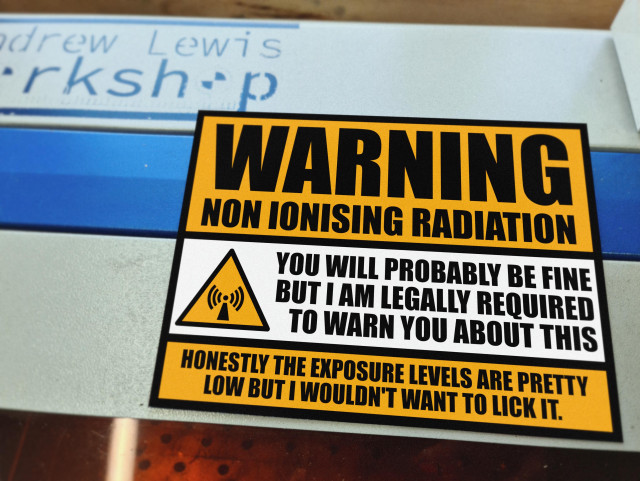 ndrew Lewis
rkshop
WARNING
NON IONISING RADIATION
YOU WILL PROBABLY BE FINE
BUT I AM LEGALLY REQUIRED
TO WARN YOU ABOUT THIS
HONESTLY THE EXPOSURE LEVELS ARE PRETTY
LOW BUT I WOULDN'T WANT TO LICK IT.